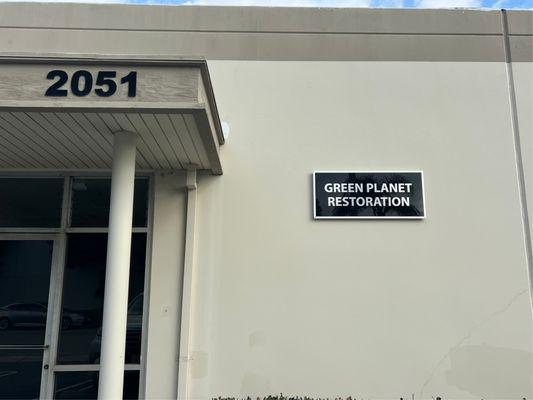 2051
GREEN PLANET
RESTORATION